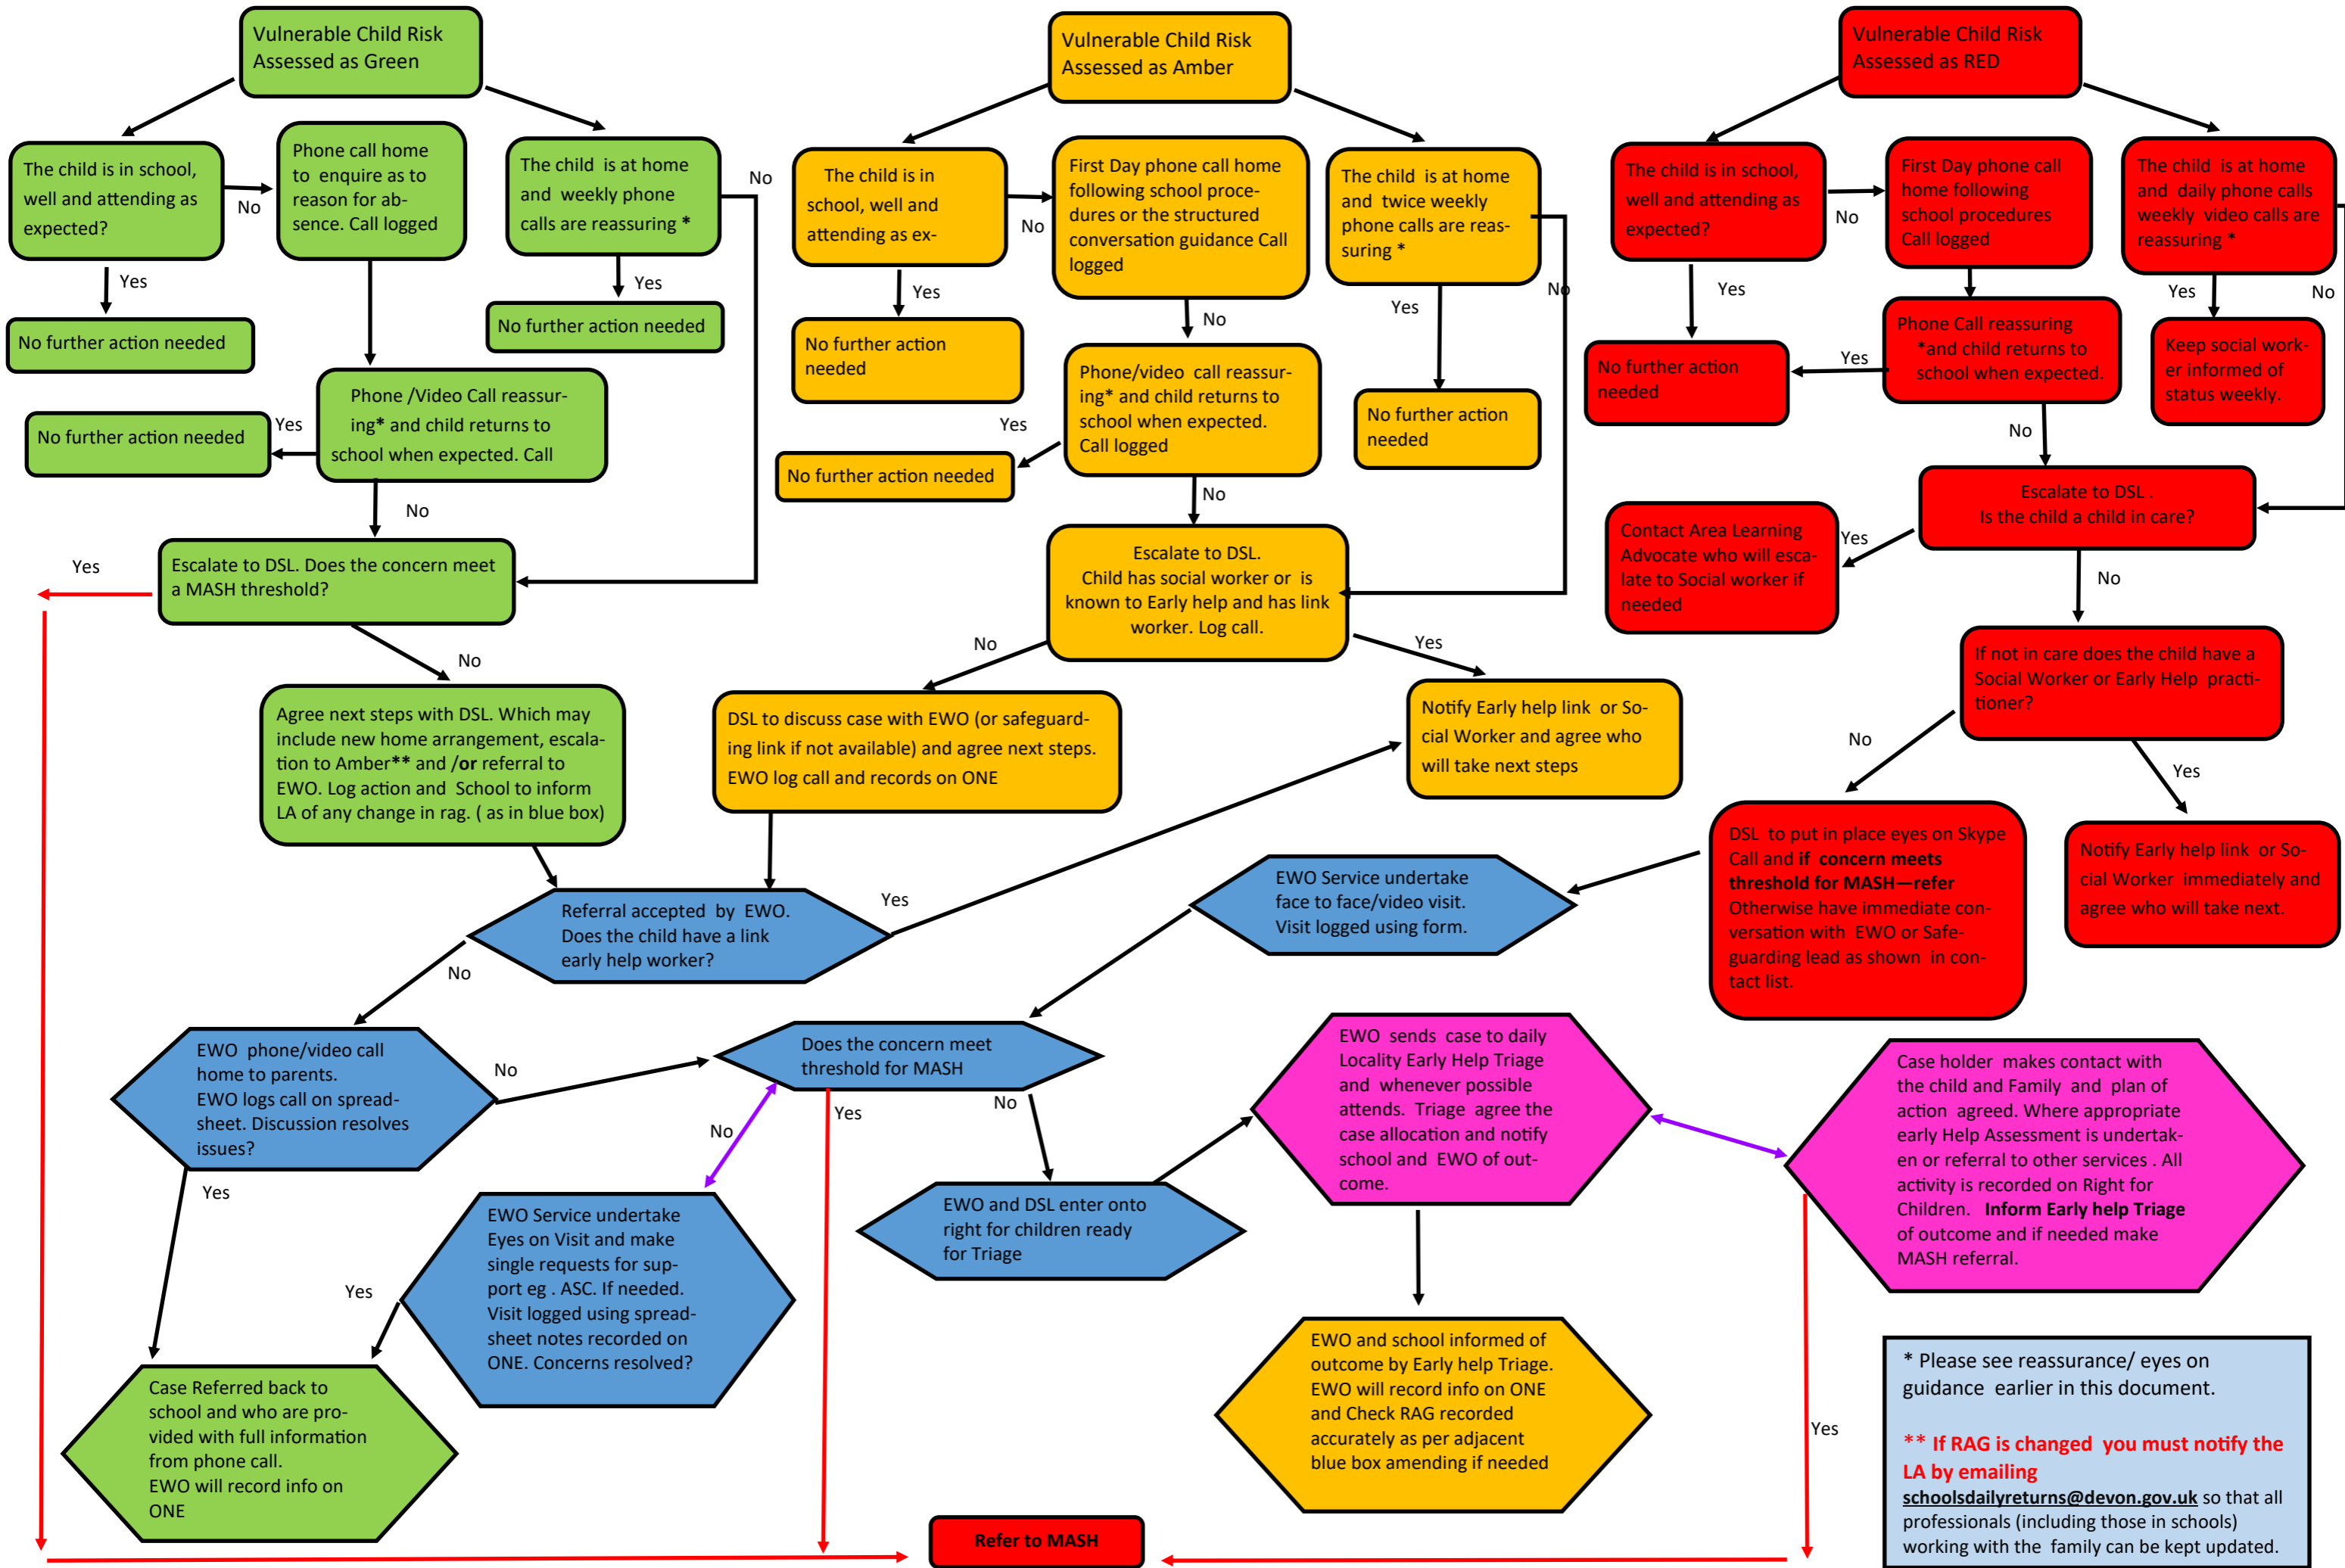 Vulnerable Child Risk
Assessed as Green
Vulnerable Child Risk
Assessed as Amber
Vulnerable Child Risk
Assessed as RED
The child is in school,
well and attending as
expected?
No
Phone call home
to enquire as to
reason for ab-
sence. Call logged
The child is at home
and weekly phone
calls are reassuring *
No
Yes
No further action needed
Yes
No further action needed
Phone /Video Call reassur-
ing* and child returns to
school when expected. Call
Yes
No further action needed
No
Yes
Escalate to DSL. Does the concern meet
a MASH threshold?
No
Agree next steps with DSL. Which may
include new home arrangement, escala-
tion to Amber** and /or referral to
EWO. Log action and School to inform
LA of any change in rag. ( as in blue box)
The child is in
school, well and
attending as ex-
No
First Day phone call home
following school proce-
dures or the structured
conversation guidance Call
logged
The child is at home
and twice weekly
phone calls are reas-
suring *
No
Yes
No further action
needed
No
Yes
Phone/video call reassur-
ing* and child returns to
school when expected.
Call logged
Yes
No further action needed
No further action
needed
No
Escalate to DSL.
Child has social worker or is
known to Early help and has link
worker. Log call.
No
Yes
DSL to discuss case with EWO (or safeguard-
ing link if not available) and agree next steps.
EWO log call and records on ONE
Notify Early help link or So-
cial Worker and agree who
will take next steps
The child is in school,
well and attending as
expected?
No
First Day phone call
home following
school procedures
Call logged
The child is at home
and daily phone calls
weekly video calls are
reassuring *
Yes
Yes
No
No further action
needed
Yes
Phone Call reassuring
*and child returns to
school when expected.
Keep social work-
er informed of
status weekly.
No
Escalate to DSL .
Is the child a child in care?
Yes
Contact Area Learning
Advocate who will esca-
late to Social worker if
needed
No
If not in care does the child have a
Social Worker or Early Help practi-
tioner?
No
Yes
DSL to put in place eyes on Skype
Call and if concern meets
threshold for MASH—refer
Otherwise have immediate con-
versation with EWO or Safe-
guarding lead as shown in con-
tact list.
Notify Early help link or So-
cial Worker immediately and
agree who will take next.
Referral accepted by EWO.
Does the child have a link
early help worker?
Yes
No
EWO Service undertake
face to face/video visit.
Visit logged using form.
EWO phone/video call
home to parents.
EWO logs call on spread-
sheet. Discussion resolves
issues?
No
Yes
Does the concern meet
threshold for MASH
No
Yes
No
EWO Service undertake
Eyes on Visit and make
single requests for sup-
port eg . ASC. If needed.
Visit logged using spread-
sheet notes recorded on
ONE. Concerns resolved?
Yes
EWO and DSL enter onto
right for children ready
for Triage
EWO sends case to daily
Locality Early Help Triage
and whenever possible
attends. Triage agree the
case allocation and notify
school and EWO of out-
come.
Case holder makes contact with
the child and Family and plan of
action agreed. Where appropriate
early Help Assessment is undertak-
en or referral to other services . All
activity is recorded on Right for
Children. Inform Early help Triage
of outcome and if needed make
MASH referral.
Case Referred back to
school and who are pro-
vided with full information
from phone call.
EWO will record info on
ONE
EWO and school informed of
outcome by Early help Triage.
EWO will record info on ONE
and Check RAG recorded
accurately as per adjacent
blue box amending if needed
Yes
* Please see reassurance/ eyes on
guidance earlier in this document.
** If RAG is changed you must notify the
LA by emailing
schoolsdailyreturns@devon.gov.uk so that all
professionals (including those in schools)
working with the family can be kept updated.
Refer to MASH